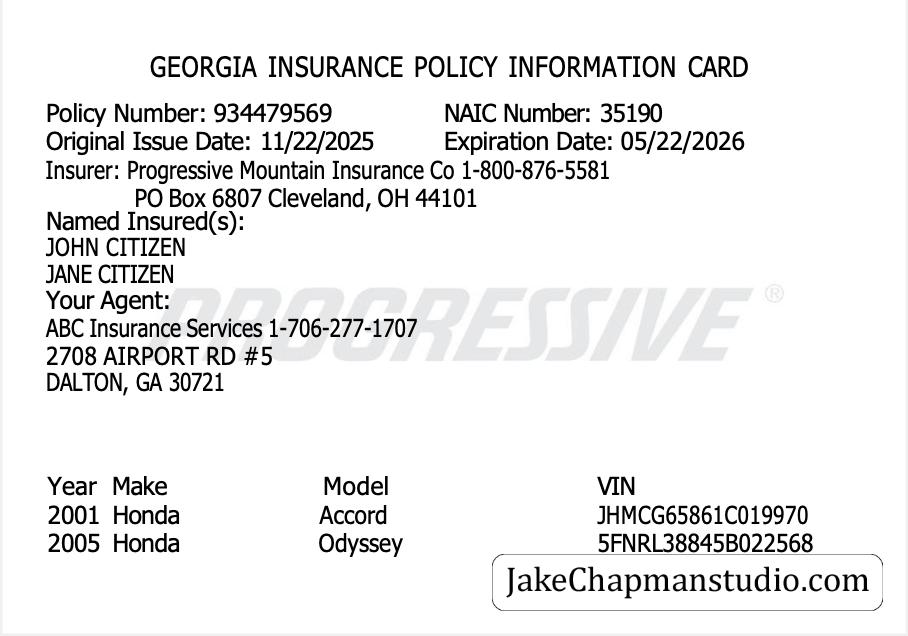 GEORGIA INSURANCE POLICY INFORMATION CARD
Policy Number: 934479569 NAIC Number: 35190
Original Issue Date: 11/22/2025 Expiration Date: 05/22/2026
Insurer: Progressive Mountain Insurance Co 1-800-876-5581
PO Box 6807 Cleveland, OH 44101
Named Insured(s):
JOHN CITIZEN
JANE CITIZEN
Your Agent:
PROGRESSIVE®
ABC Insurance Services 1-706-277-1707
2708 AIRPORT RD #5
DALTON, GA 30721
Year Make Model VIN
2001 Honda Accord JHMCG65861C019970
2005 Honda Odyssey 5FNRL38845B022568
JakeChapmanstudio.com